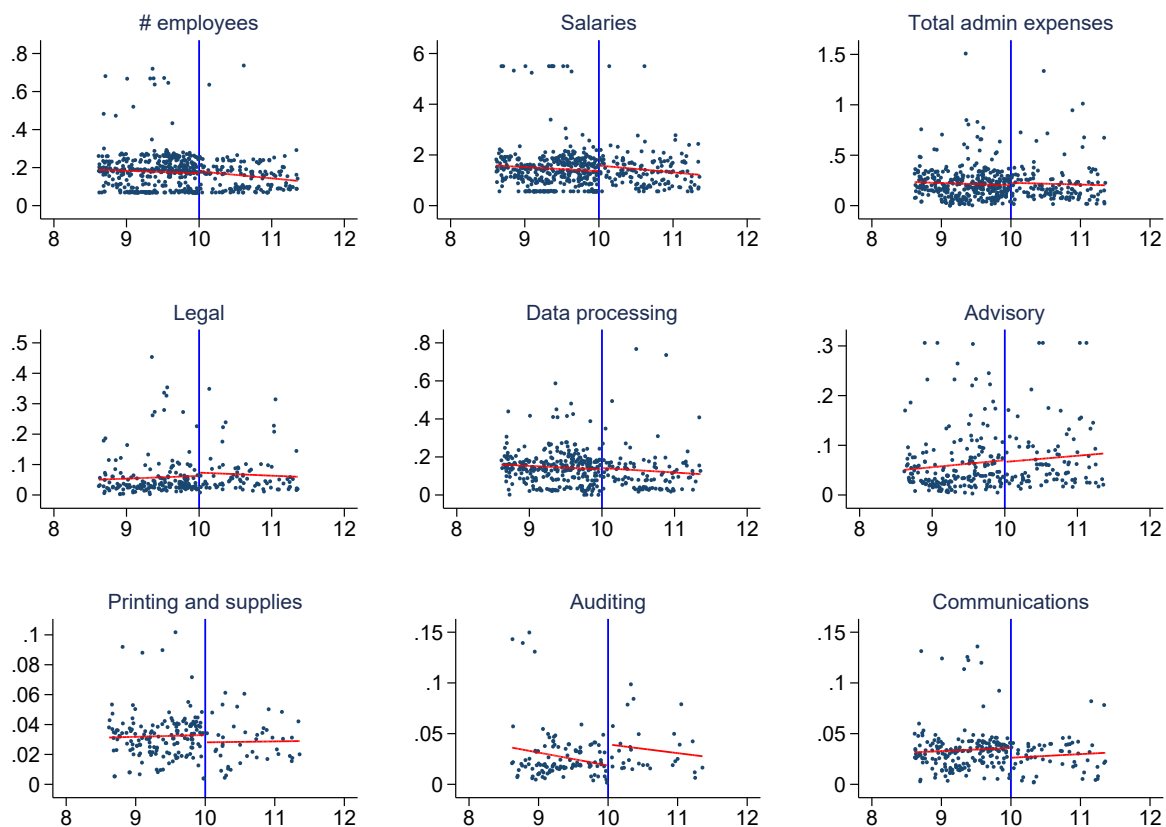 # employees
.8
.6
.4
.2
0
8 9 10 11 12
Salaries
6
4
2
0
8 9 10 11 12
Total admin expenses
1.5
1
.5
0
8 9 10 11 12
Legal
.5
.4
.3
.2
.1
0
8 9 10 11 12
Data processing
.8
.6
.4
.2
0
8 9 10 11 12
Advisory
.3
.2
.1
0
8 9 10 11 12
Printing and supplies
.1
.08
.06
.04
.02
0
8 9 10 11 12
Auditing
.15
.1
.05
0
8 9 10 11 12
Communications
.15
.1
.05
0
8 9 10 11 12